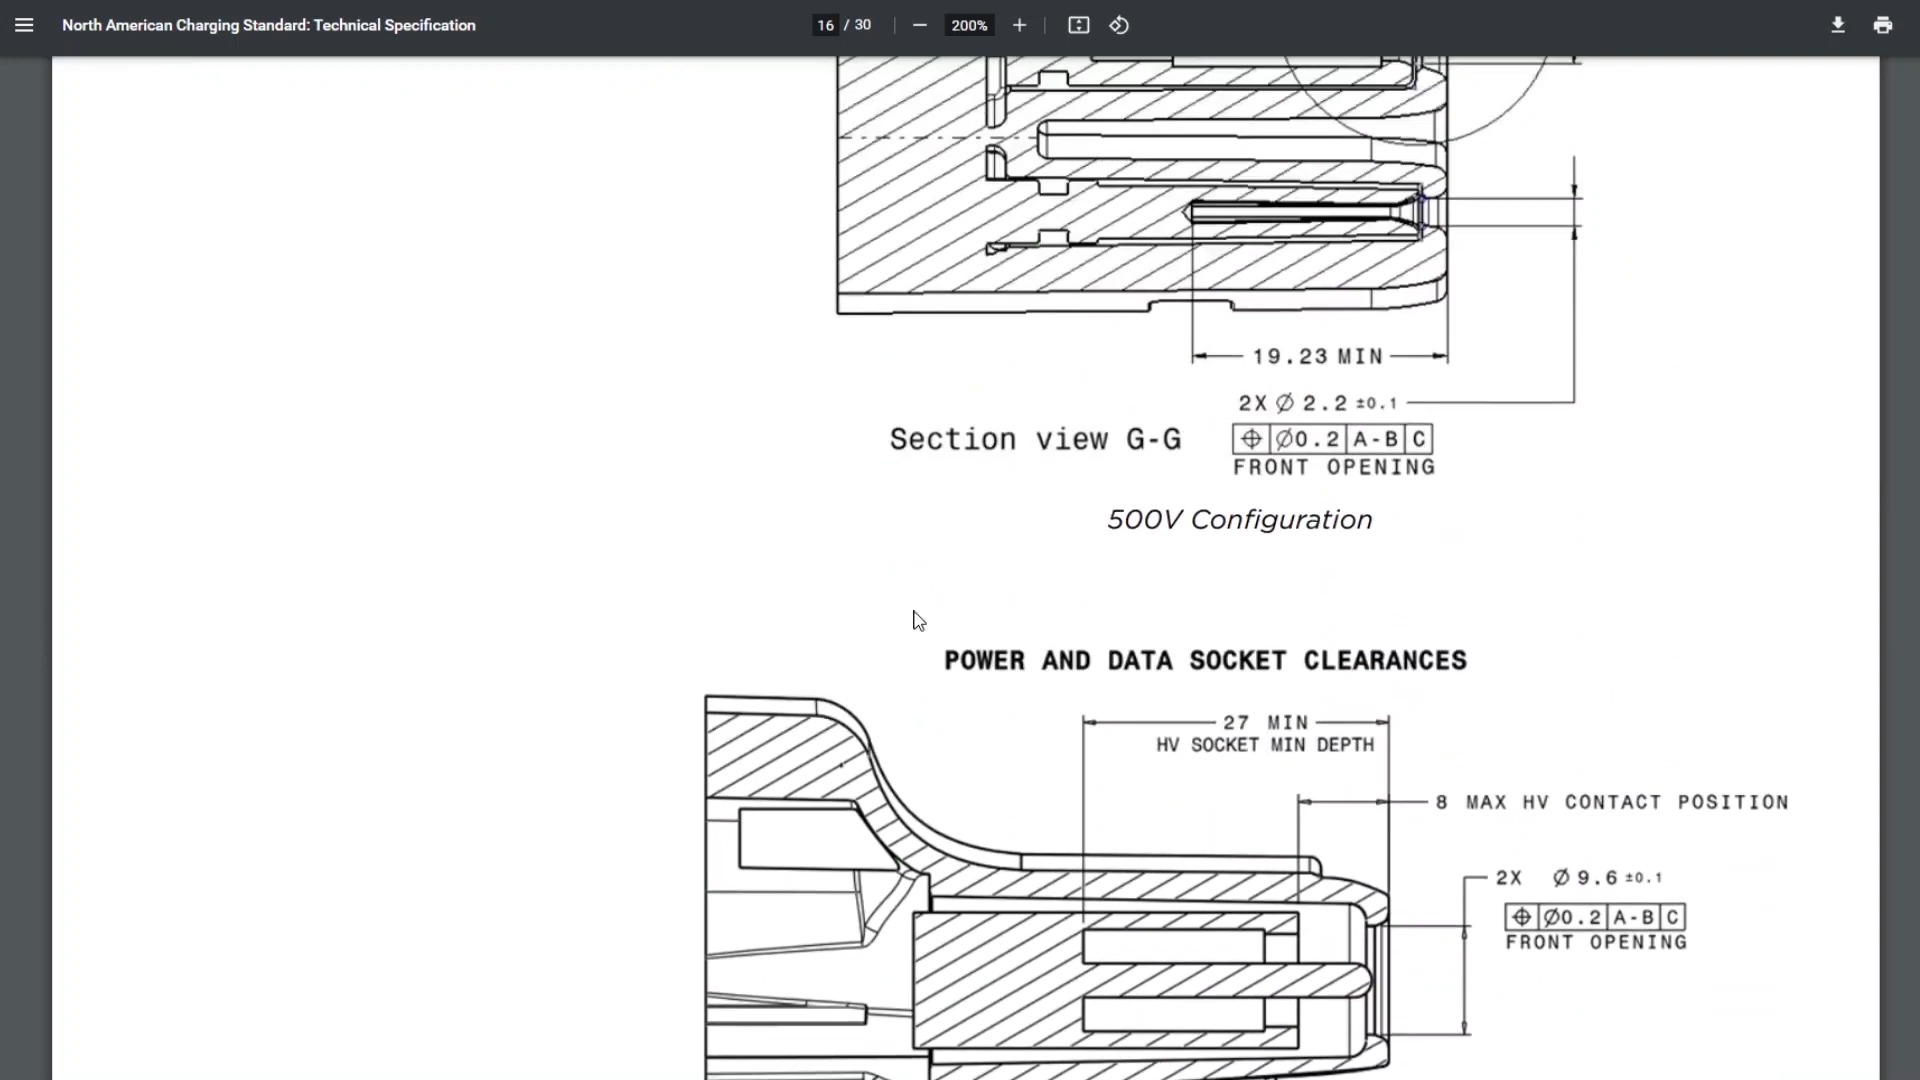 North American Charging Standard: Technical Specification
16 / 30
200%
19.23 MIN
2X Ø 2.2 ±0.1
Section view G-G
⌖ Ø0.2 A-B C
FRONT OPENING
500V Configuration
POWER AND DATA SOCKET CLEARANCES
27 MIN
HV SOCKET MIN DEPTH
8 MAX HV CONTACT POSITION
2X Ø9.6 ±0.1
⌖ Ø0.2 A-B C
FRONT OPENING